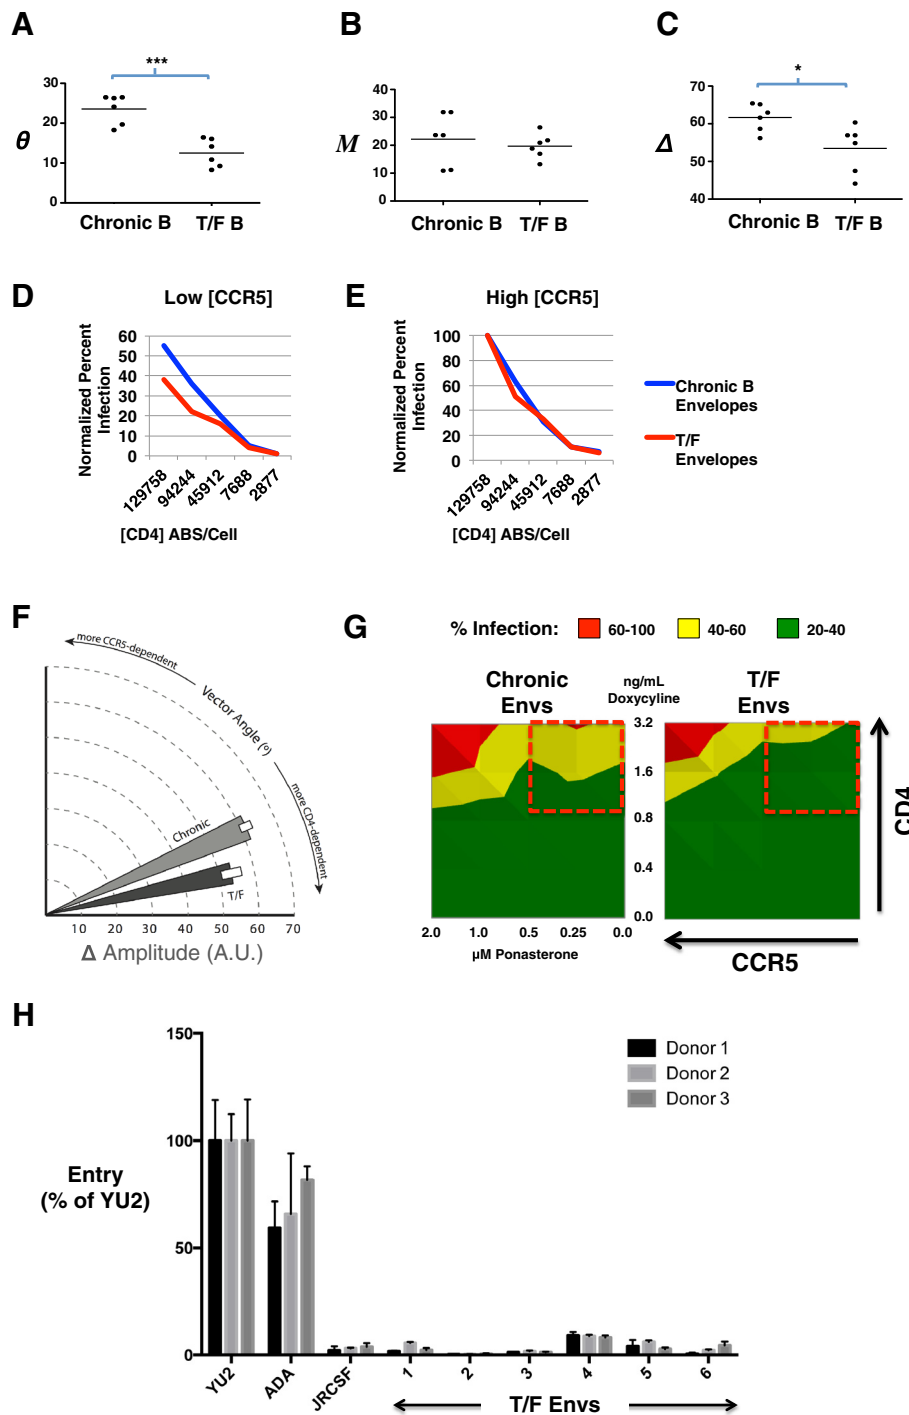 A
***
30
20
10
0
θ
Chronic B
T/F B
B
40
30
20
10
0
M
Chronic B
T/F B
C
*
70
60
50
40
Δ
Chronic B
T/F B
D
Low [CCR5]
Normalized Percent
Infection
60
50
40
30
20
10
0
129758
94244
45912
7688
2877
[CD4] ABS/Cell
E
High [CCR5]
Normalized Percent
Infection
100
80
60
40
20
0
129758
94244
45912
7688
2877
[CD4] ABS/Cell
Chronic B
Envelopes
T/F
Envelopes
F
more CCR5-dependent
Vector Angle (º)
more CD4-dependent
Chronic
T/F
10 20 30 40 50 60 70
Δ Amplitude (A.U.)
G
% Infection: 60-100 40-60 20-40
Chronic
Envs
ng/mL
Doxycyline
T/F
Envs
3.2
1.6
0.8
0.4
0.0
2.0 1.0 0.5 0.25 0.0
µM Ponasterone
CCR5
CD4
H
150
100
50
0
Entry
(% of YU2)
Donor 1
Donor 2
Donor 3
YU2
ADA
JRCSF
1
2
3
4
5
6
T/F Envs